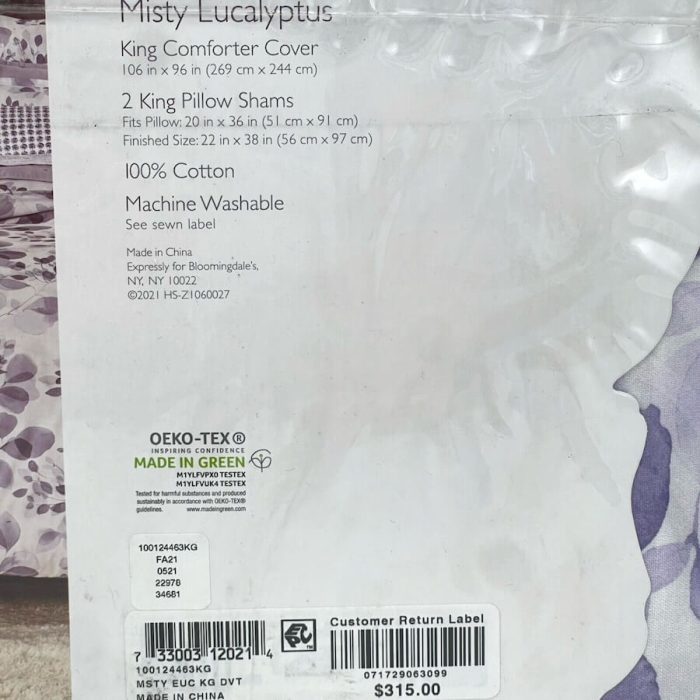 Misty Eucalyptus
King Comforter Cover
106 in x 96 in (269 cm x 244 cm)
2 King Pillow Shams
Fits Pillow: 20 in x 36 in (51 cm x 91 cm)
Finished Size: 22 in x 38 in (56 cm x 97 cm)
100% Cotton
Machine Washable
See sewn label
Made in China
Expressly for Bloomingdale's,
NY, NY 10022
©2021 HS-Z1060027
OEKO-TEX®
INSPIRING CONFIDENCE
MADE IN GREEN
M1YLFVPX0 TESTEX
M1YLFVUK4 TESTEX
Tested for harmful substances and produced
sustainably in accordance with OEKO-TEX®
guidelines. www.madeingreen.com
100124463KG
FA21
0521
2297B
34681
7 33003 12021 4
100124463KG
MSTY EUC KG DVT
MADE IN CHINA
Customer Return Label
071729063099
$315.00